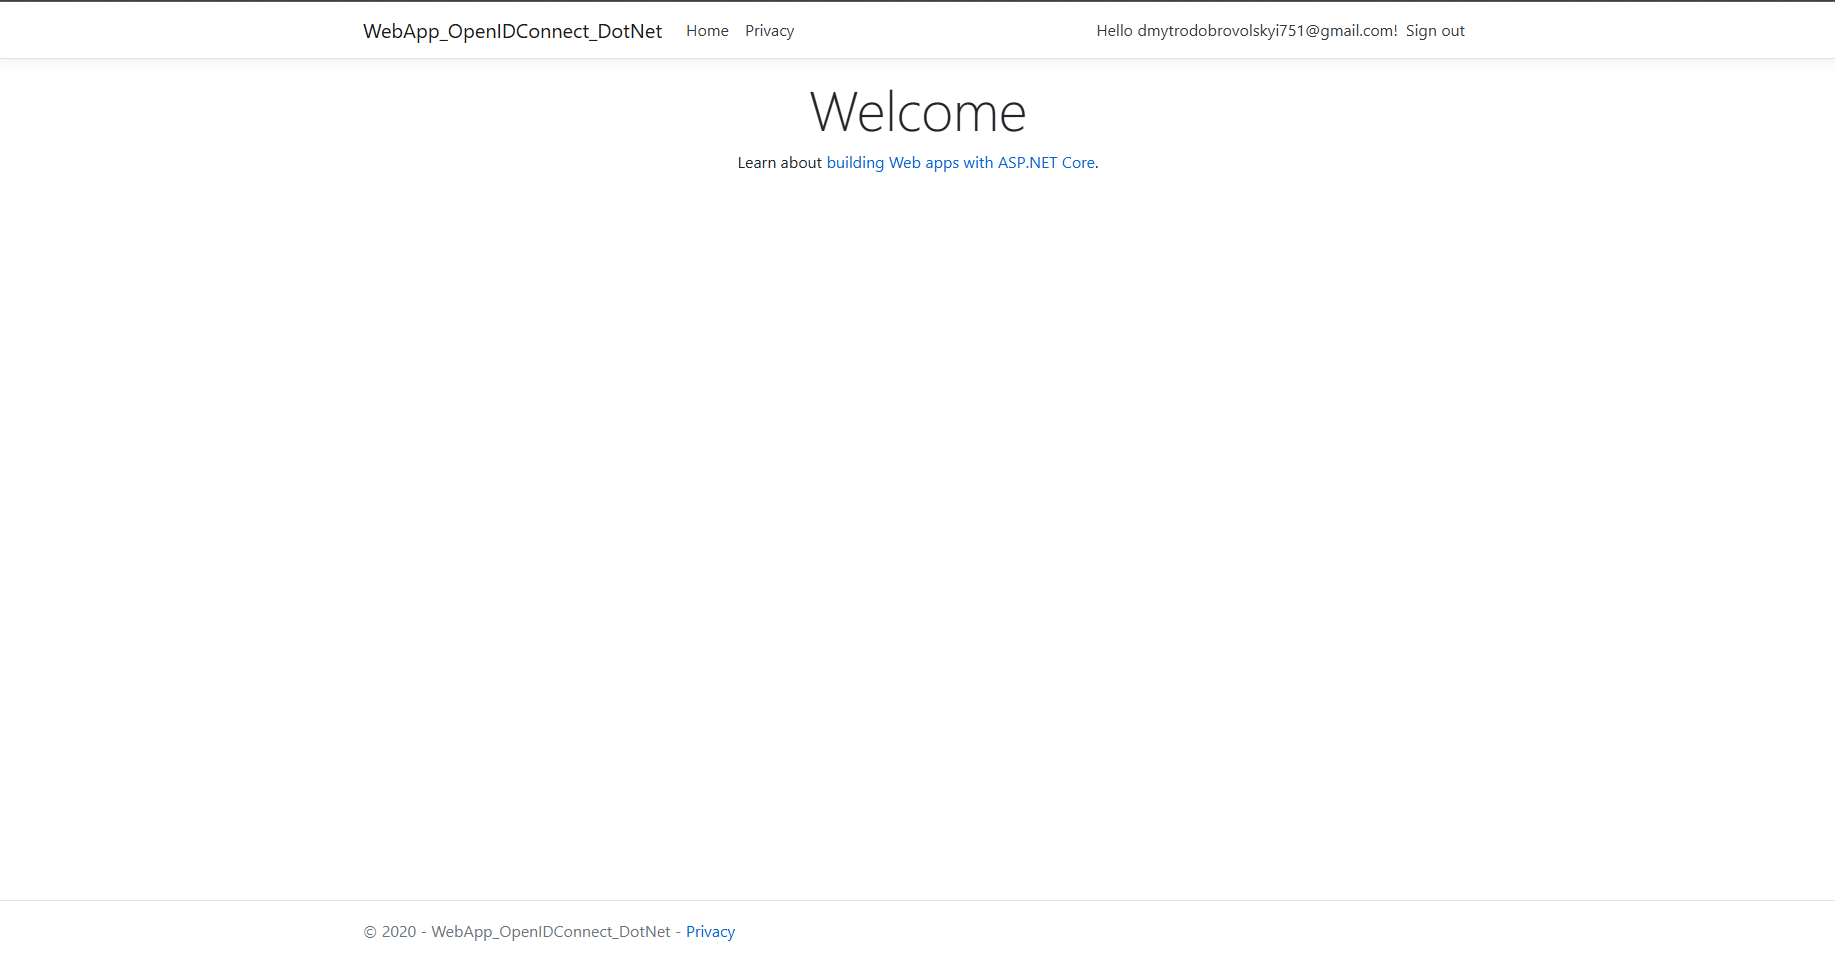 WebApp_OpenIDConnect_DotNet Home Privacy Hello dmytrodobrovolskyi751@gmail.com! Sign out
Welcome
Learn about building Web apps with ASP.NET Core.
© 2020 - WebApp_OpenIDConnect_DotNet - Privacy